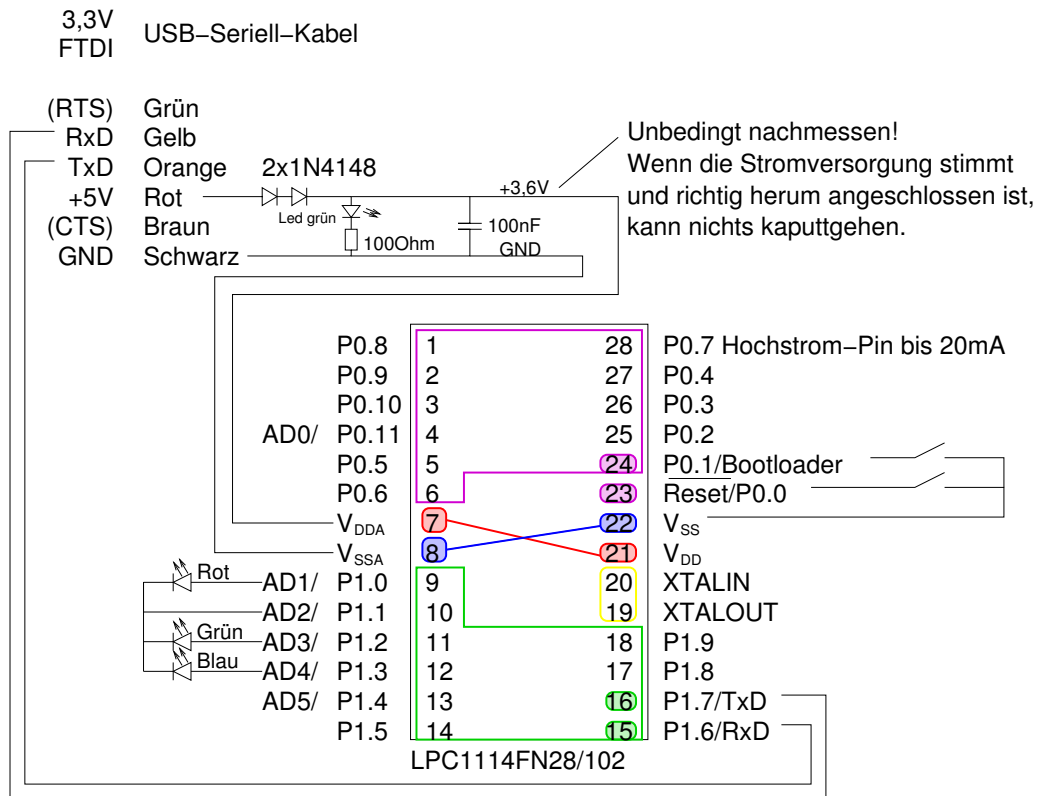 3,3V
FTDI
USB−Seriell−Kabel
(RTS) Grün
RxD Gelb
TxD Orange
+5V Rot
(CTS) Braun
GND Schwarz
2x1N4148
Led grün
100Ohm
+3,6V
100nF
GND
Unbedingt nachmessen!
Wenn die Stromversorgung stimmt
und richtig herum angeschlossen ist,
kann nichts kaputtgehen.
P0.8 1 28 P0.7 Hochstrom−Pin bis 20mA
P0.9 2 27 P0.4
P0.10 3 26 P0.3
AD0/ P0.11 4 25 P0.2
P0.5 5 24 P0.1/Bootloader
P0.6 6 23 Reset/P0.0
VDDA 7 22 VSS
VSSA 8 21 VDD
Rot AD1/ P1.0 9 20 XTALIN
AD2/ P1.1 10 19 XTALOUT
Grün AD3/ P1.2 11 18 P1.9
Blau AD4/ P1.3 12 17 P1.8
AD5/ P1.4 13 16 P1.7/TxD
P1.5 14 15 P1.6/RxD
LPC1114FN28/102